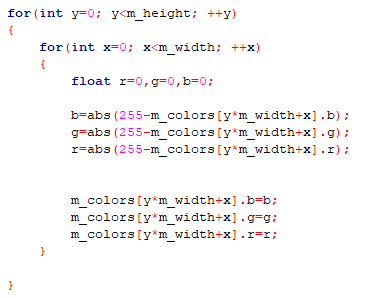 for(int y=0; y<m_height; ++y)
{
for(int x=0; x<m_width; ++x)
{
float r=0,g=0,b=0;
b=abs(255-m_colors[y*m_width+x].b);
g=abs(255-m_colors[y*m_width+x].g);
r=abs(255-m_colors[y*m_width+x].r);
m_colors[y*m_width+x].b=b;
m_colors[y*m_width+x].g=g;
m_colors[y*m_width+x].r=r;
}
}